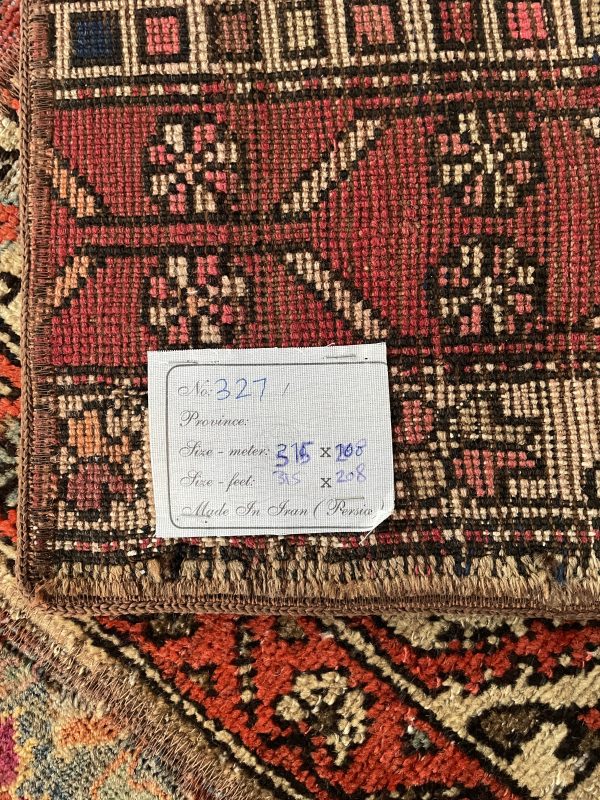 No: 327
Province:
Size - meter: 315 x 208
Size - feet: 315 x 208
Made In Iran ( Persia